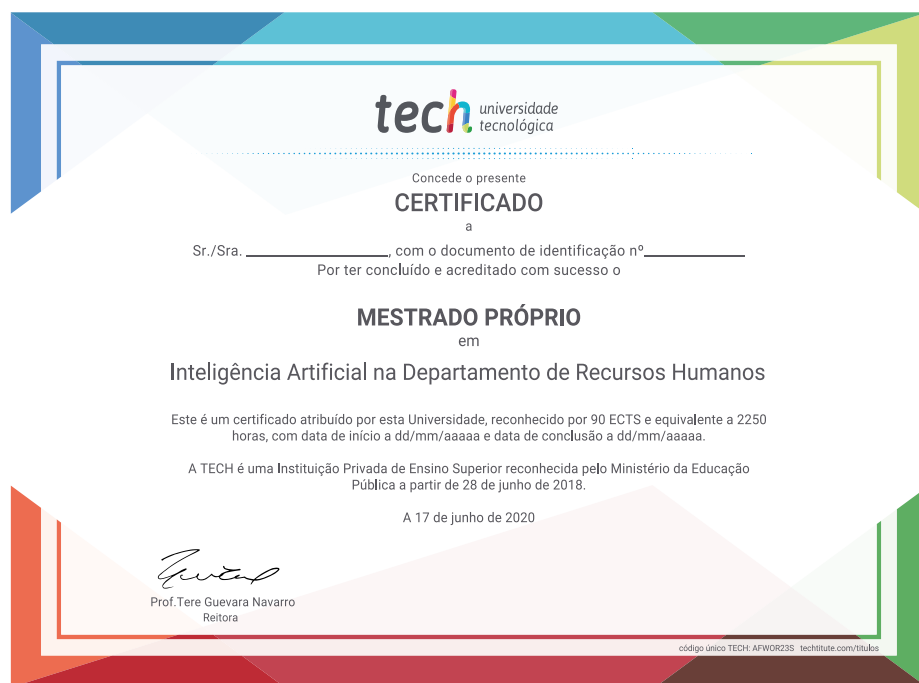 tech universidade
tecnológica
Concede o presente
CERTIFICADO
a
Sr./Sra. , com o documento de identificação nº
Por ter concluído e acreditado com sucesso o
MESTRADO PRÓPRIO
em
Inteligência Artificial na Departamento de Recursos Humanos
Este é um certificado atribuído por esta Universidade, reconhecido por 90 ECTS e equivalente a 2250
horas, com data de início a dd/mm/aaaaa e data de conclusão a dd/mm/aaaaa.
A TECH é uma Instituição Privada de Ensino Superior reconhecida pelo Ministério da Educação
Pública a partir de 28 de junho de 2018.
A 17 de junho de 2020
Prof.Tere Guevara Navarro
Reitora
código único TECH: AFWOR23S techtitute.com/titulos